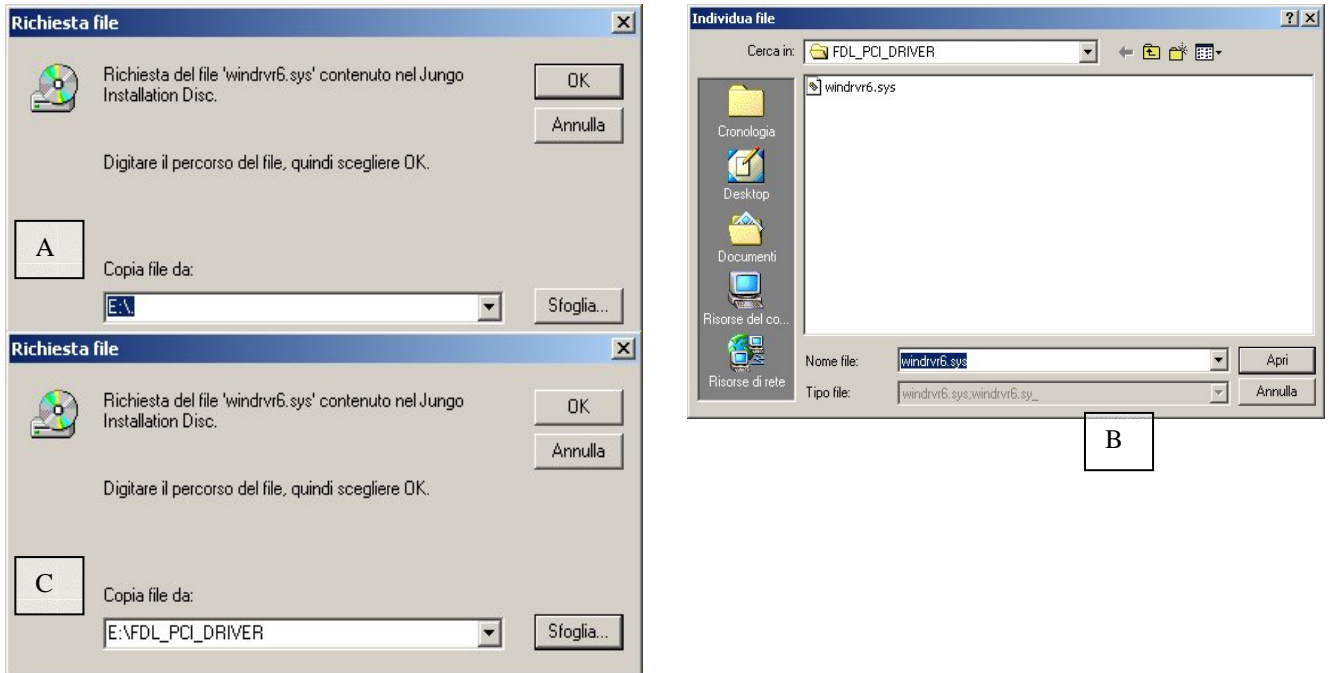 Richiesta file
Richiesta del file 'windrvr6.sys' contenuto nel Jungo
Installation Disc.
OK
Annulla
Digitare il percorso del file, quindi scegliere OK.
A
Copia file da:
E:\.
Sfoglia...
Individua file
Cerca in:
FDL_PCI_DRIVER
windrvr6.sys
Cronologia
Desktop
Documenti
Risorse del co...
Risorse di rete
Nome file:
windrvr6.sys
Apri
Tipo file:
windrvr6.sys;windrvr6.sy_
Annulla
B
Richiesta file
Richiesta del file 'windrvr6.sys' contenuto nel Jungo
Installation Disc.
OK
Annulla
Digitare il percorso del file, quindi scegliere OK.
C
Copia file da:
E:\FDL_PCI_DRIVER
Sfoglia...